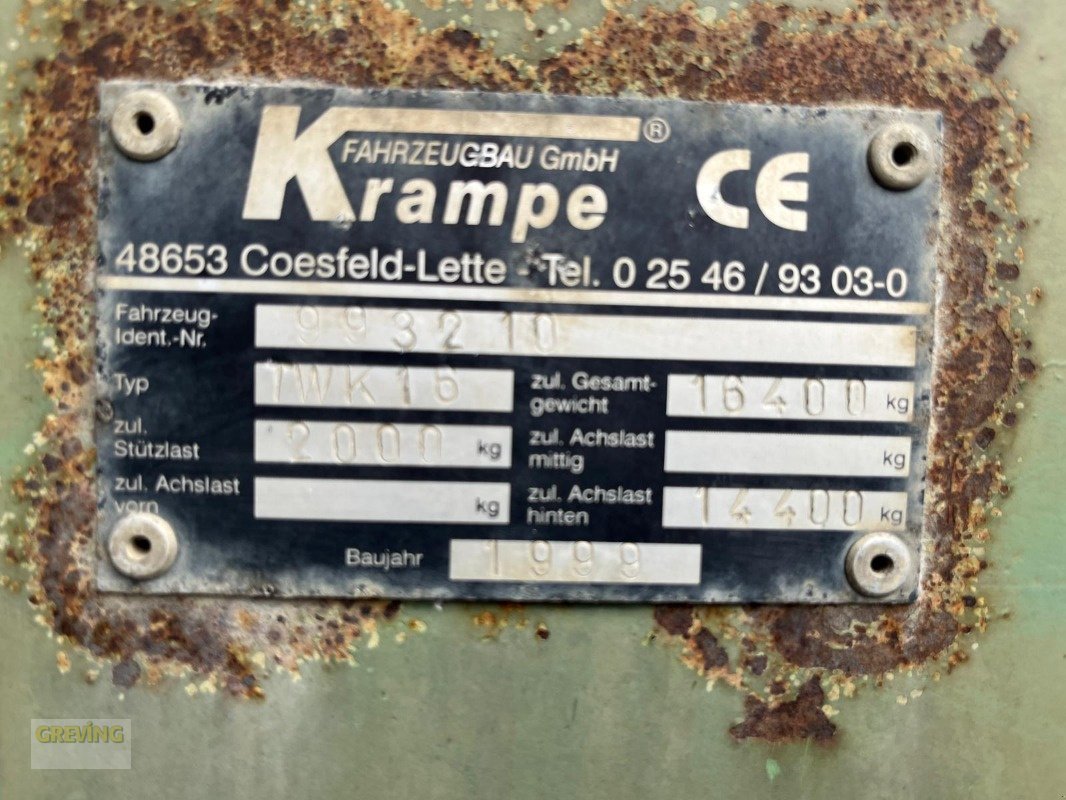 FAHRZEUGBAU GmbH ®
Krampe
CE
48653 Coesfeld-Lette - Tel. 0 25 46 / 93 03-0
Fahrzeug-
Ident.-Nr. 993210
Typ TWK16
zul. Gesamt-
gewicht 16400 kg
zul.
Stützlast 2000 kg
zul. Achslast
mittig kg
zul. Achslast
vorn kg
zul. Achslast
hinten 14400 kg
Baujahr 1999
GREVING